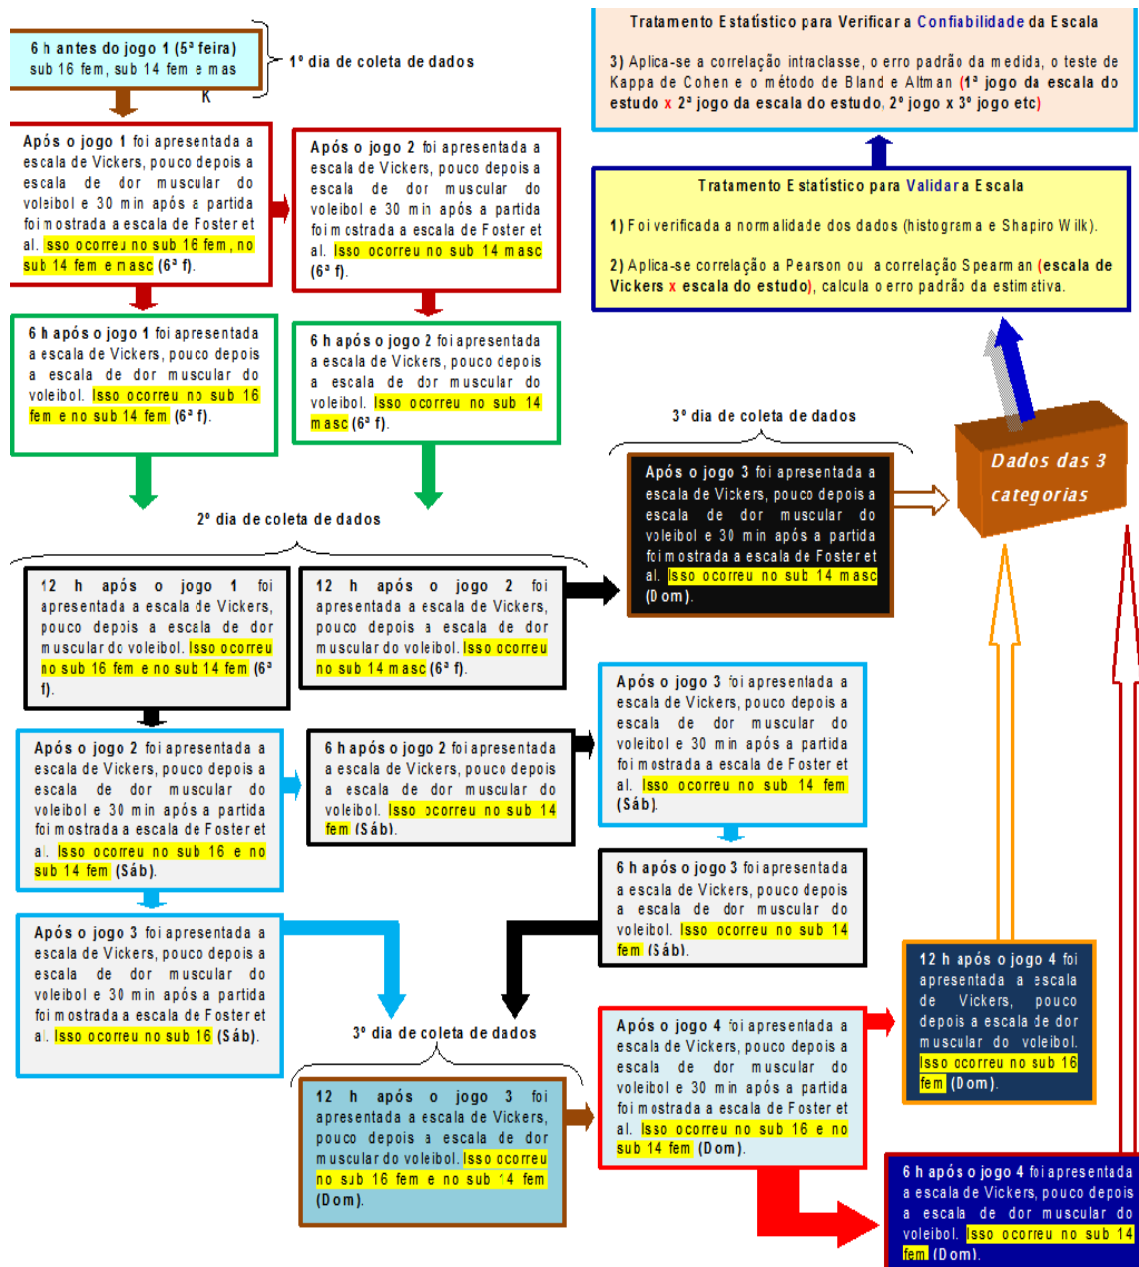 6 h antes do jogo 1 (5ª feira)
sub 16 fem, sub 14 fem e mas
K
1º dia de coleta de dados
Tratamento Estatístico para Verificar a Confiabilidade da Escala
3) Aplica-se a correlação intraclasse, o erro padrão da medida, o teste de
Kappa de Cohen e o método de Bland e Altman (1ª jogo da escala do
estudo x 2ª jogo da escala do estudo, 2º jogo x 3º jogo etc)
Após o jogo 1 foi apresentada a
escala de Vickers, pouco depois a
escala de dor muscular do
voleibol e 30 min após a partida
foi mostrada a escala de Foster et
al. Isso ocorreu no sub 16 fem, no
sub 14 fem e masc (6ª f).
Após o jogo 2 foi apresentada a
escala de Vickers, pouco depois a
escala de dor muscular do
voleibol e 30 min após a partida
foi mostrada a escala de Foster et
al. Isso ocorreu no sub 14 masc
(6ª f).
Tratamento Estatístico para Validar a Escala
1) Foi verificada a normalidade dos dados (histograma e Shapiro Wilk).
2) Aplica-se correlação a Pearson ou a correlação Spearman (escala de
Vickers x escala do estudo), calcula o erro padrão da estimativa.
6 h após o jogo 1 foi apresentada
a escala de Vickers, pouco depois
a escala de dor muscular do
voleibol. Isso ocorreu no sub 16
fem e no sub 14 fem (6ª f).
6 h após o jogo 2 foi apresentada
a escala de Vickers, pouco depois
a escala de dor muscular do
voleibol. Isso ocorreu no sub 14
masc (6ª f).
3º dia de coleta de dados
Após o jogo 3 foi apresentada a
escala de Vickers, pouco depois a
escala de dor muscular do
voleibol e 30 min após a partida
foi mostrada a escala de Foster et
al. Isso ocorreu no sub 14 masc
(Dom).
Dados das 3
categorias
2º dia de coleta de dados
12 h após o jogo 1 foi
apresentada a escala de Vickers,
pouco depois a escala de dor
muscular do voleibol. Isso ocorreu
no sub 16 fem e no sub 14 fem (6ª
f).
12 h após o jogo 2 foi
apresentada a escala de Vickers,
pouco depois a escala de dor
muscular do voleibol. Isso ocorreu
no sub 14 masc (6ª f).
Após o jogo 2 foi apresentada a
escala de Vickers, pouco depois a
escala de dor muscular do
voleibol e 30 min após a partida
foi mostrada a escala de Foster et
al. Isso ocorreu no sub 16 e no
sub 14 fem (Sáb).
6 h após o jogo 2 foi apresentada
a escala de Vickers, pouco depois
a escala de dor muscular do
voleibol. Isso ocorreu no sub 14
fem (Sáb).
Após o jogo 3 foi apresentada a
escala de Vickers, pouco depois a
escala de dor muscular do
voleibol e 30 min após a partida
foi mostrada a escala de Foster et
al. Isso ocorreu no sub 14 fem
(Sáb).
6 h após o jogo 3 foi apresentada
a escala de Vickers, pouco depois
a escala de dor muscular do
voleibol. Isso ocorreu no sub 14
fem (Sáb).
Após o jogo 3 foi apresentada a
escala de Vickers, pouco depois a
escala de dor muscular do
voleibol e 30 min após a partida
foi mostrada a escala de Foster et
al. Isso ocorreu no sub 16 (Sáb).
3º dia de coleta de dados
12 h após o jogo 3 foi
apresentada a escala de Vickers,
pouco depois a escala de dor
muscular do voleibol. Isso ocorreu
no sub 16 fem e no sub 14 fem
(Dom).
Após o jogo 4 foi apresentada a
escala de Vickers, pouco depois a
escala de dor muscular do
voleibol e 30 min após a partida
foi mostrada a escala de Foster et
al. Isso ocorreu no sub 16 e no
sub 14 fem (Dom).
12 h após o jogo 4 foi
apresentada a escala
de Vickers, pouco
depois a escala de dor
muscular do voleibol.
Isso ocorreu no sub 16
fem (Dom).
6 h após o jogo 4 foi apresentada
a escala de Vickers, pouco depois
a escala de dor muscular do
voleibol. Isso ocorreu no sub 14
fem (Dom).